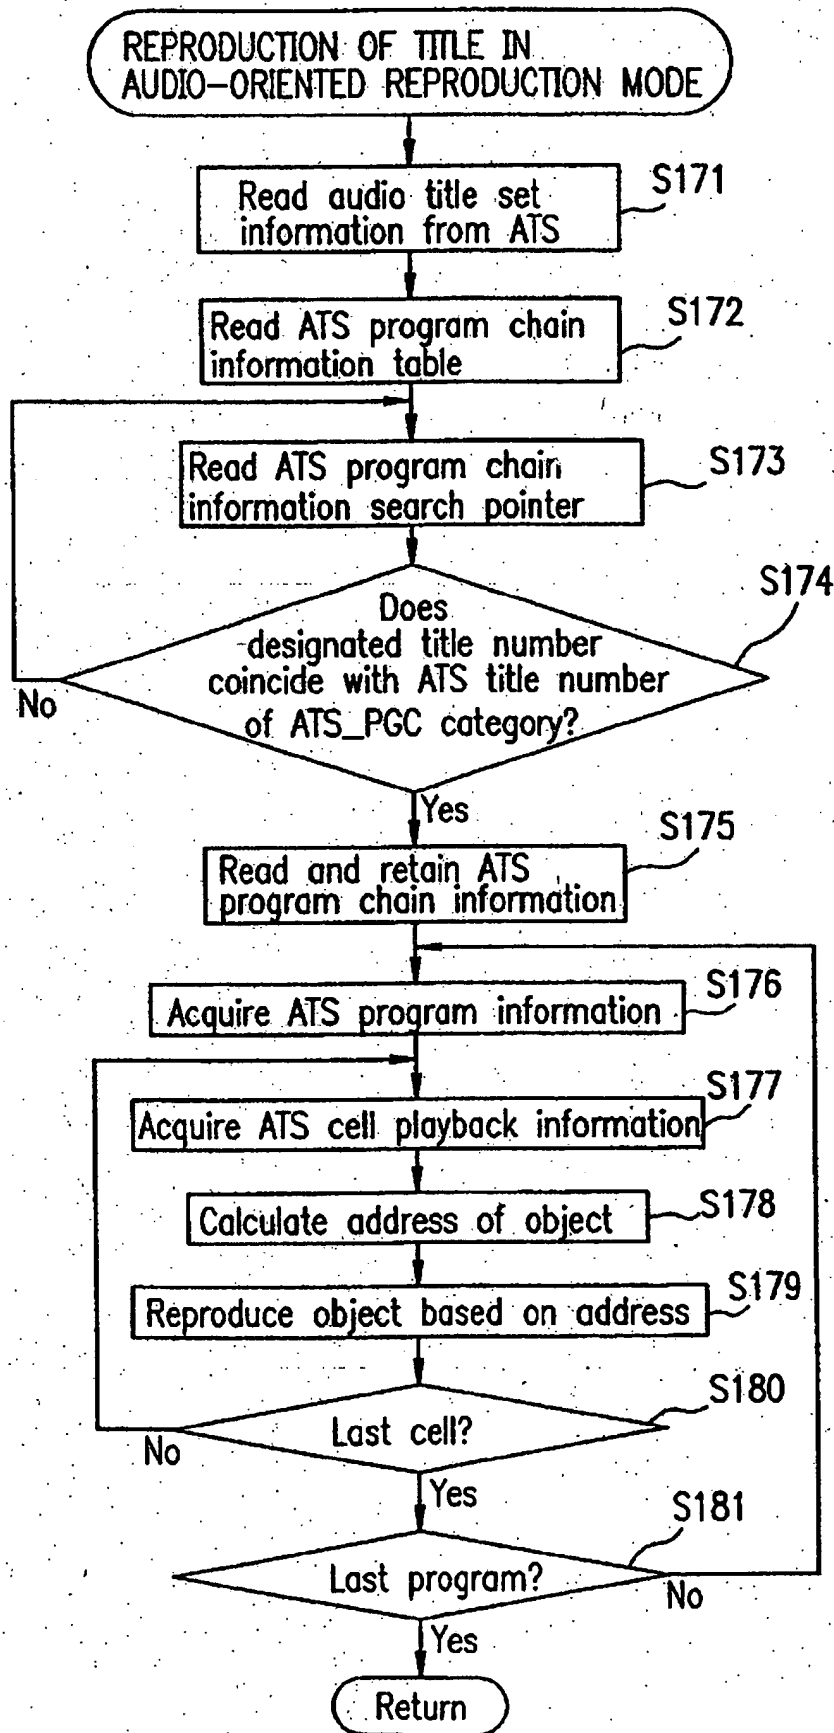 REPRODUCTION OF TITLE IN
AUDIO-ORIENTED REPRODUCTION MODE
S171
Read audio title set
information from ATS
S172
Read ATS program chain
information table
S173
Read ATS program chain
information search pointer
S174
Does
designated title number
coincide with ATS title number
of ATS_PGC category?
No
Yes
S175
Read and retain ATS
program chain information
S176
Acquire ATS program information
S177
Acquire ATS cell playback information
S178
Calculate address of object
S179
Reproduce object based on address
S180
Last cell?
No
Yes
S181
Last program?
No
Yes
Return